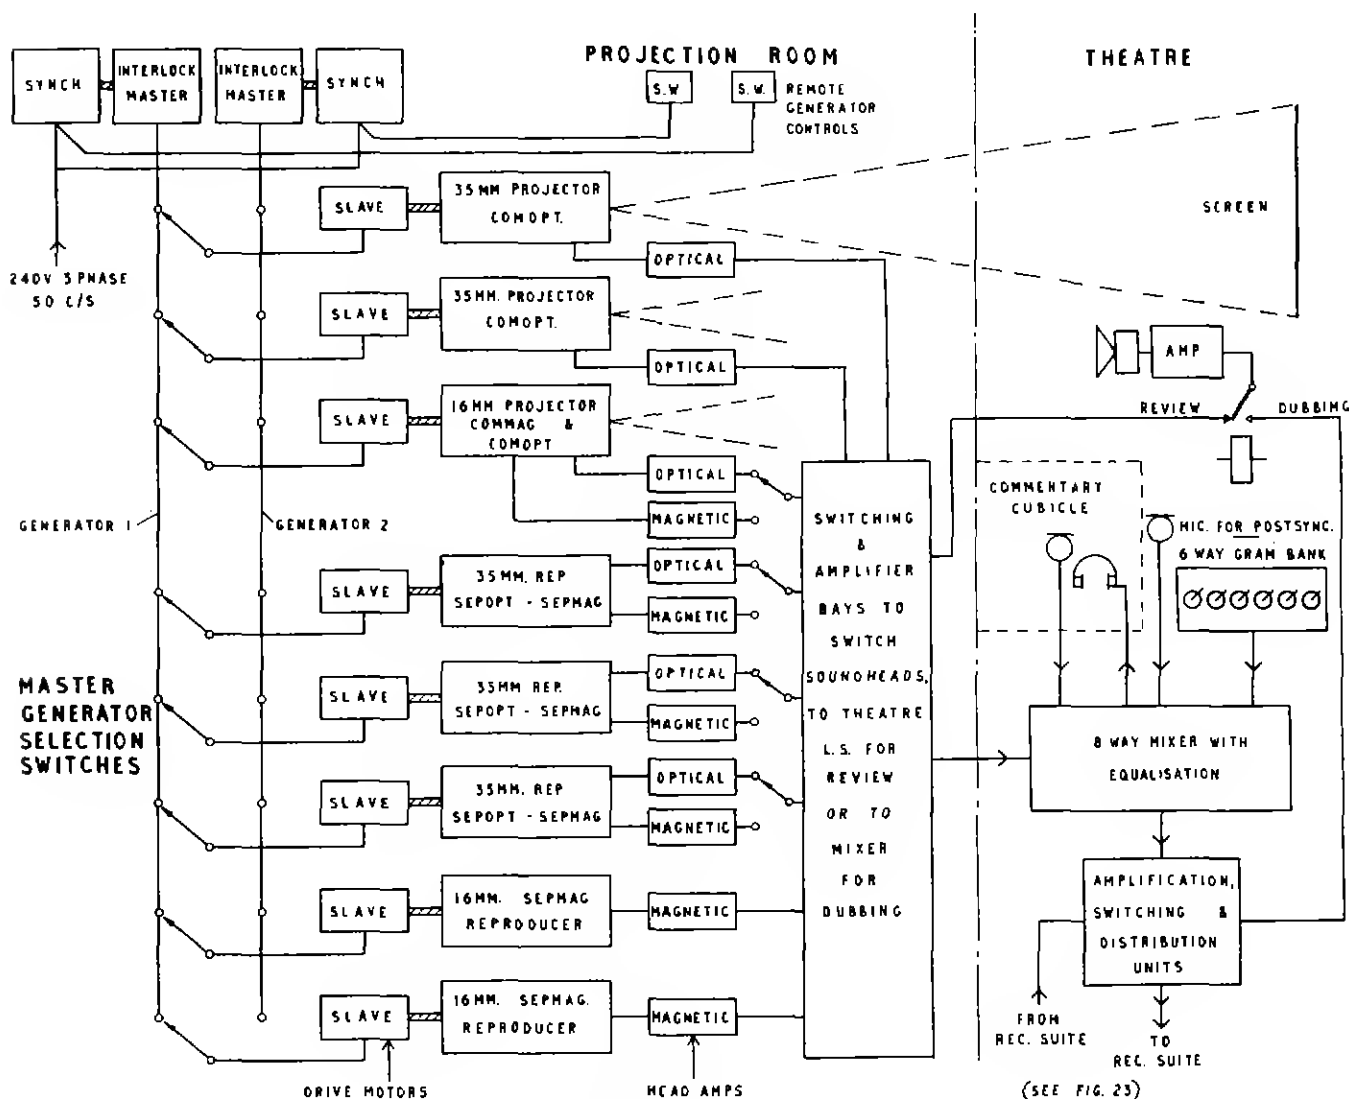 PROJECTION ROOM
THEATRE
SYNCH
INTERLOCK
MASTER
INTERLOCK
MASTER
SYNCH
S.W
S.W.
REMOTE
GENERATOR
CONTROLS
240V 3 PHASE
50 C/S
SLAVE
35MM PROJECTOR
COMOPT.
OPTICAL
SCREEN
SLAVE
35MM. PROJECTOR
COMOPT.
OPTICAL
AMP
REVIEW
DUBBING
SLAVE
16MM PROJECTOR
COMMAG &
COMOPT
OPTICAL
MAGNETIC
GENERATOR 1
GENERATOR 2
SLAVE
35MM. REP
SEPOPT - SEPMAG
OPTICAL
MAGNETIC
SLAVE
35MM REP.
SEPOPT - SEPMAG
OPTICAL
MAGNETIC
SLAVE
35MM. REP
SEPOPT - SEPMAG
OPTICAL
MAGNETIC
SLAVE
16MM. SEPMAG
REPRODUCER
MAGNETIC
SLAVE
16MM. SEPMAG.
REPRODUCER
MAGNETIC
MASTER
GENERATOR
SELECTION
SWITCHES
DRIVE MOTORS
HEAD AMPS
SWITCHING
&
AMPLIFIER
BAYS TO
SWITCH
SOUNDHEADS,
TO THEATRE
L.S. FOR
REVIEW
OR TO
MIXER
FOR
DUBBING
COMMENTARY
CUBICLE
MIC. FOR POSTSYNC.
6 WAY GRAM BANK
8 WAY MIXER WITH
EQUALISATION
AMPLIFICATION,
SWITCHING &
DISTRIBUTION
UNITS
FROM
REC. SUITE
TO
REC. SUITE
(SEE FIG. 23)